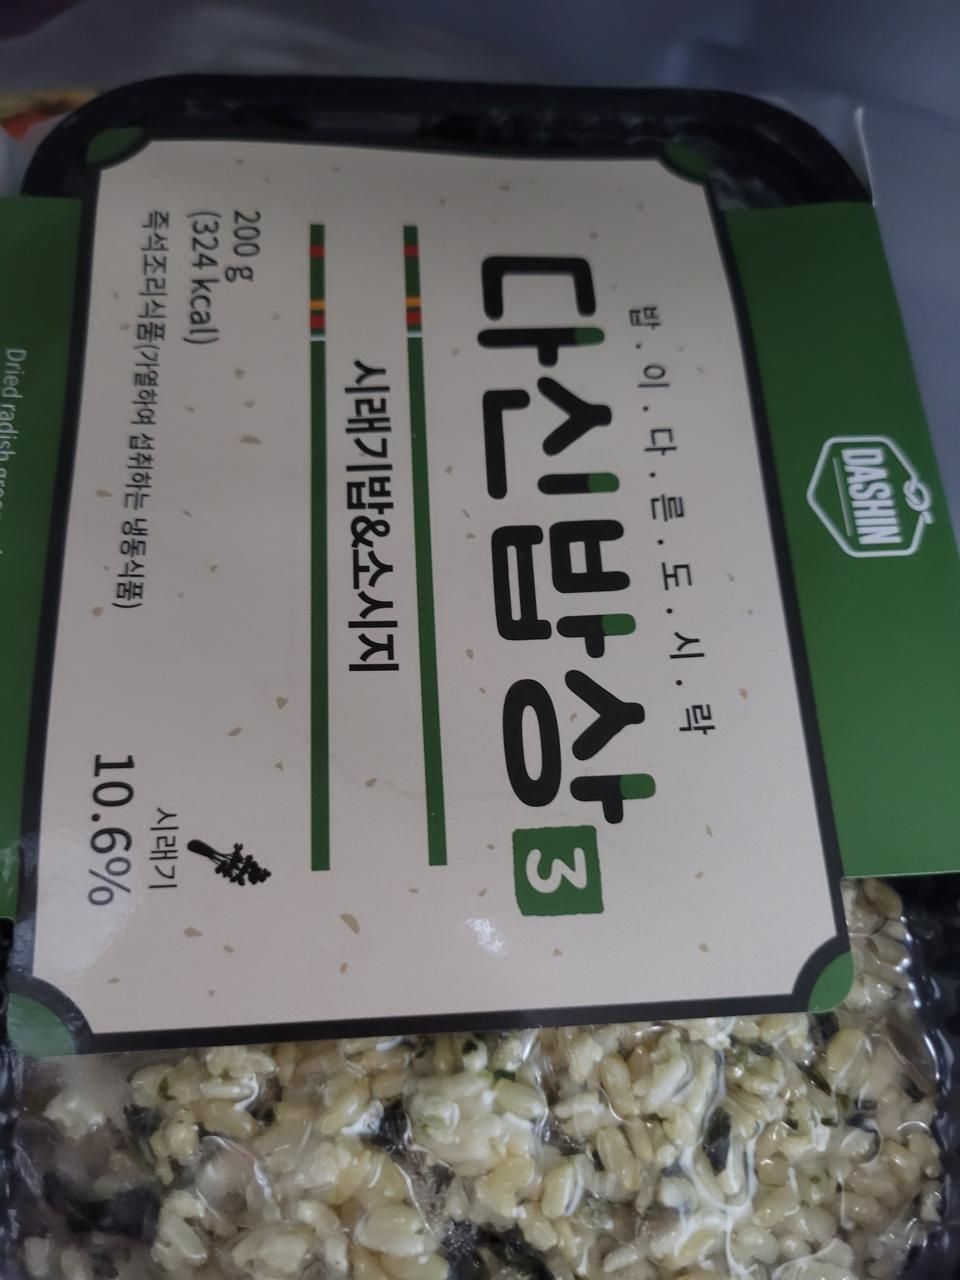 DASHIN
밥.이.다.른.도.시.락
다신밥상 3
시래기밥&소시지
200 g
(324 kcal)
즉석조리식품(가열하여 섭취하는 냉동식품)
시래기
10.6%
Dried radish